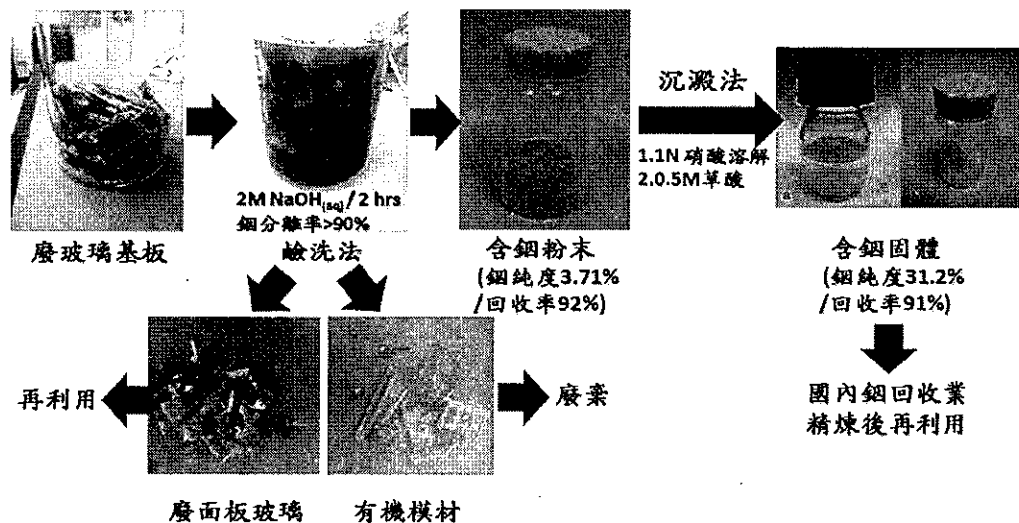 沉澱法
1.1N 硝酸溶解
2.0.5M草酸
2M NaOH(aq) / 2 hrs
銦分離率>90%
廢玻璃基板
鹼洗法
含銦粉末
(銦純度3.71%
/回收率92%)
含銦固體
(銦純度31.2%
/回收率91%)
再利用
廢棄
國內銦回收業
精煉後再利用
廢面板玻璃
有機模材